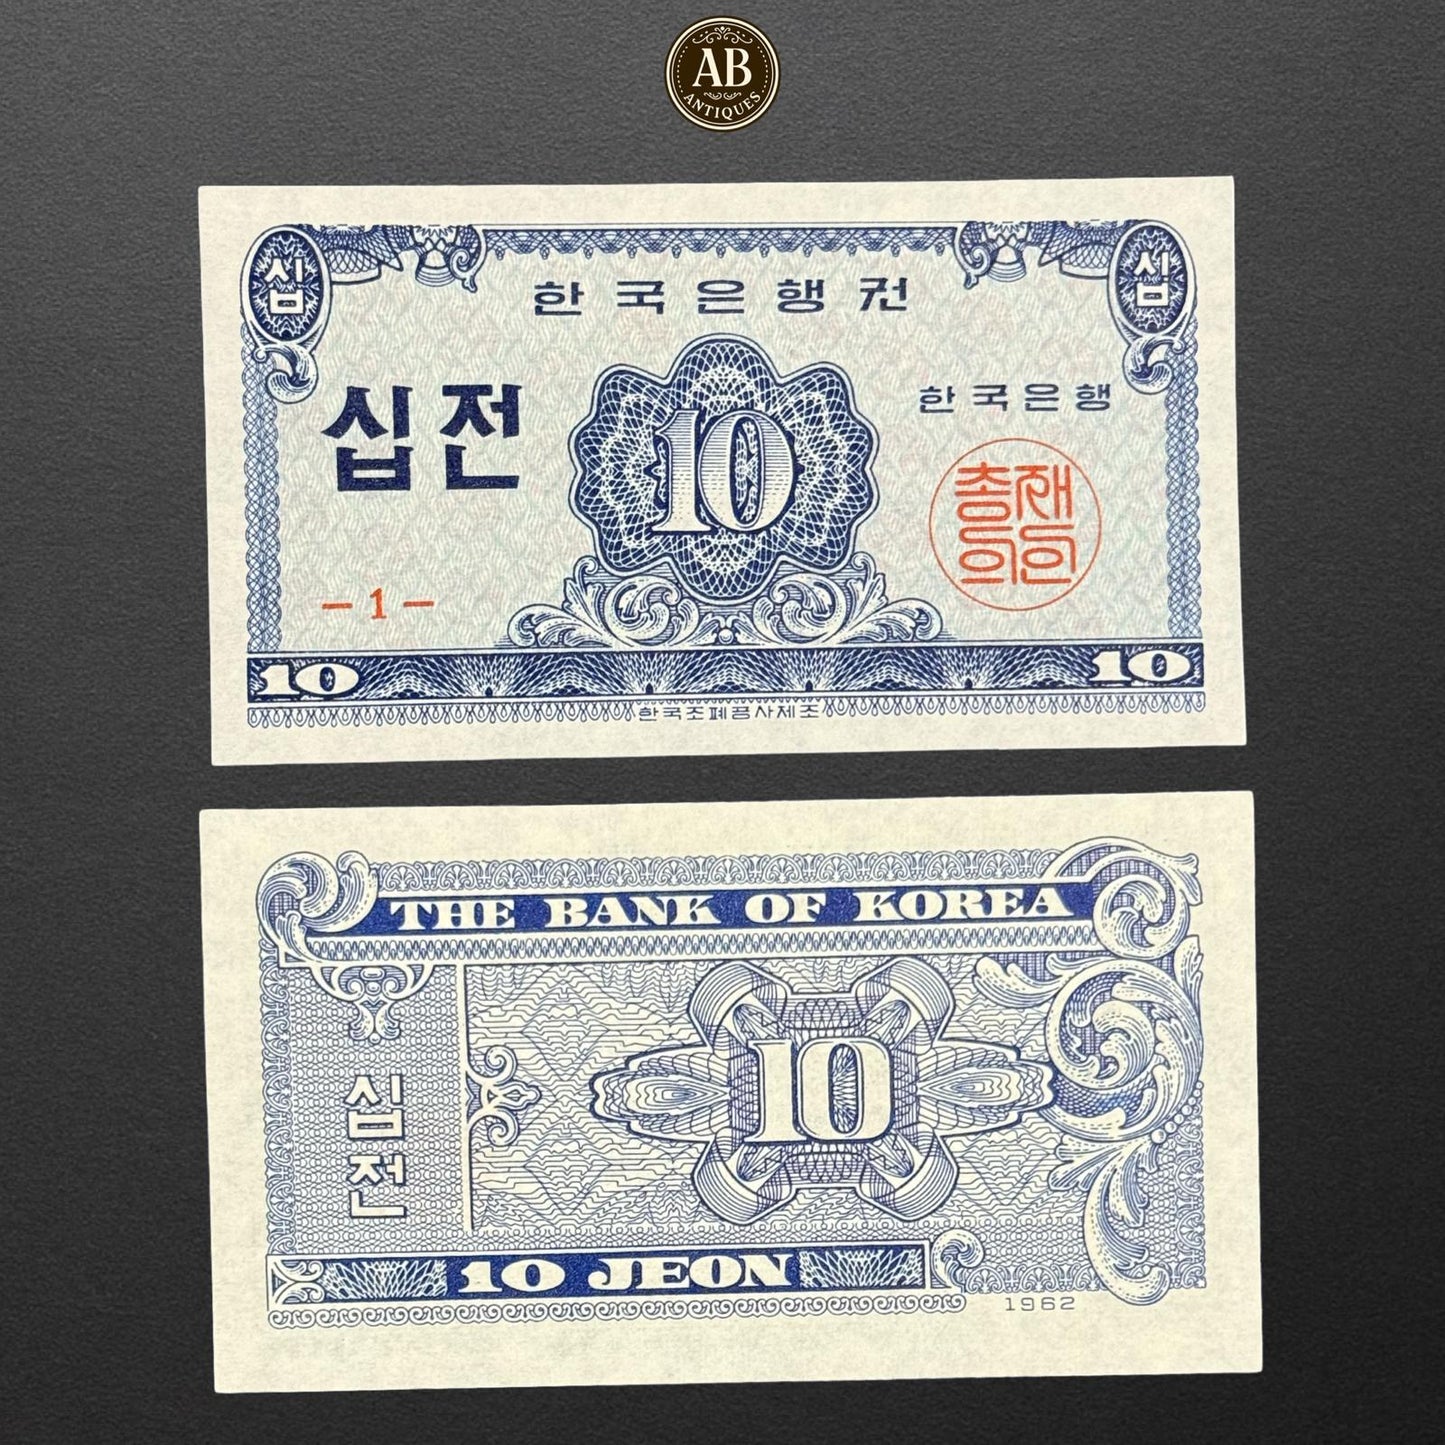 AB
ANTIQUES
십 십
한국은행권
십전 10 한국은행
총재의인
— 1 —
10 10
한국조폐공사제조
THE BANK OF KOREA
10
십전
10 JEON
1962